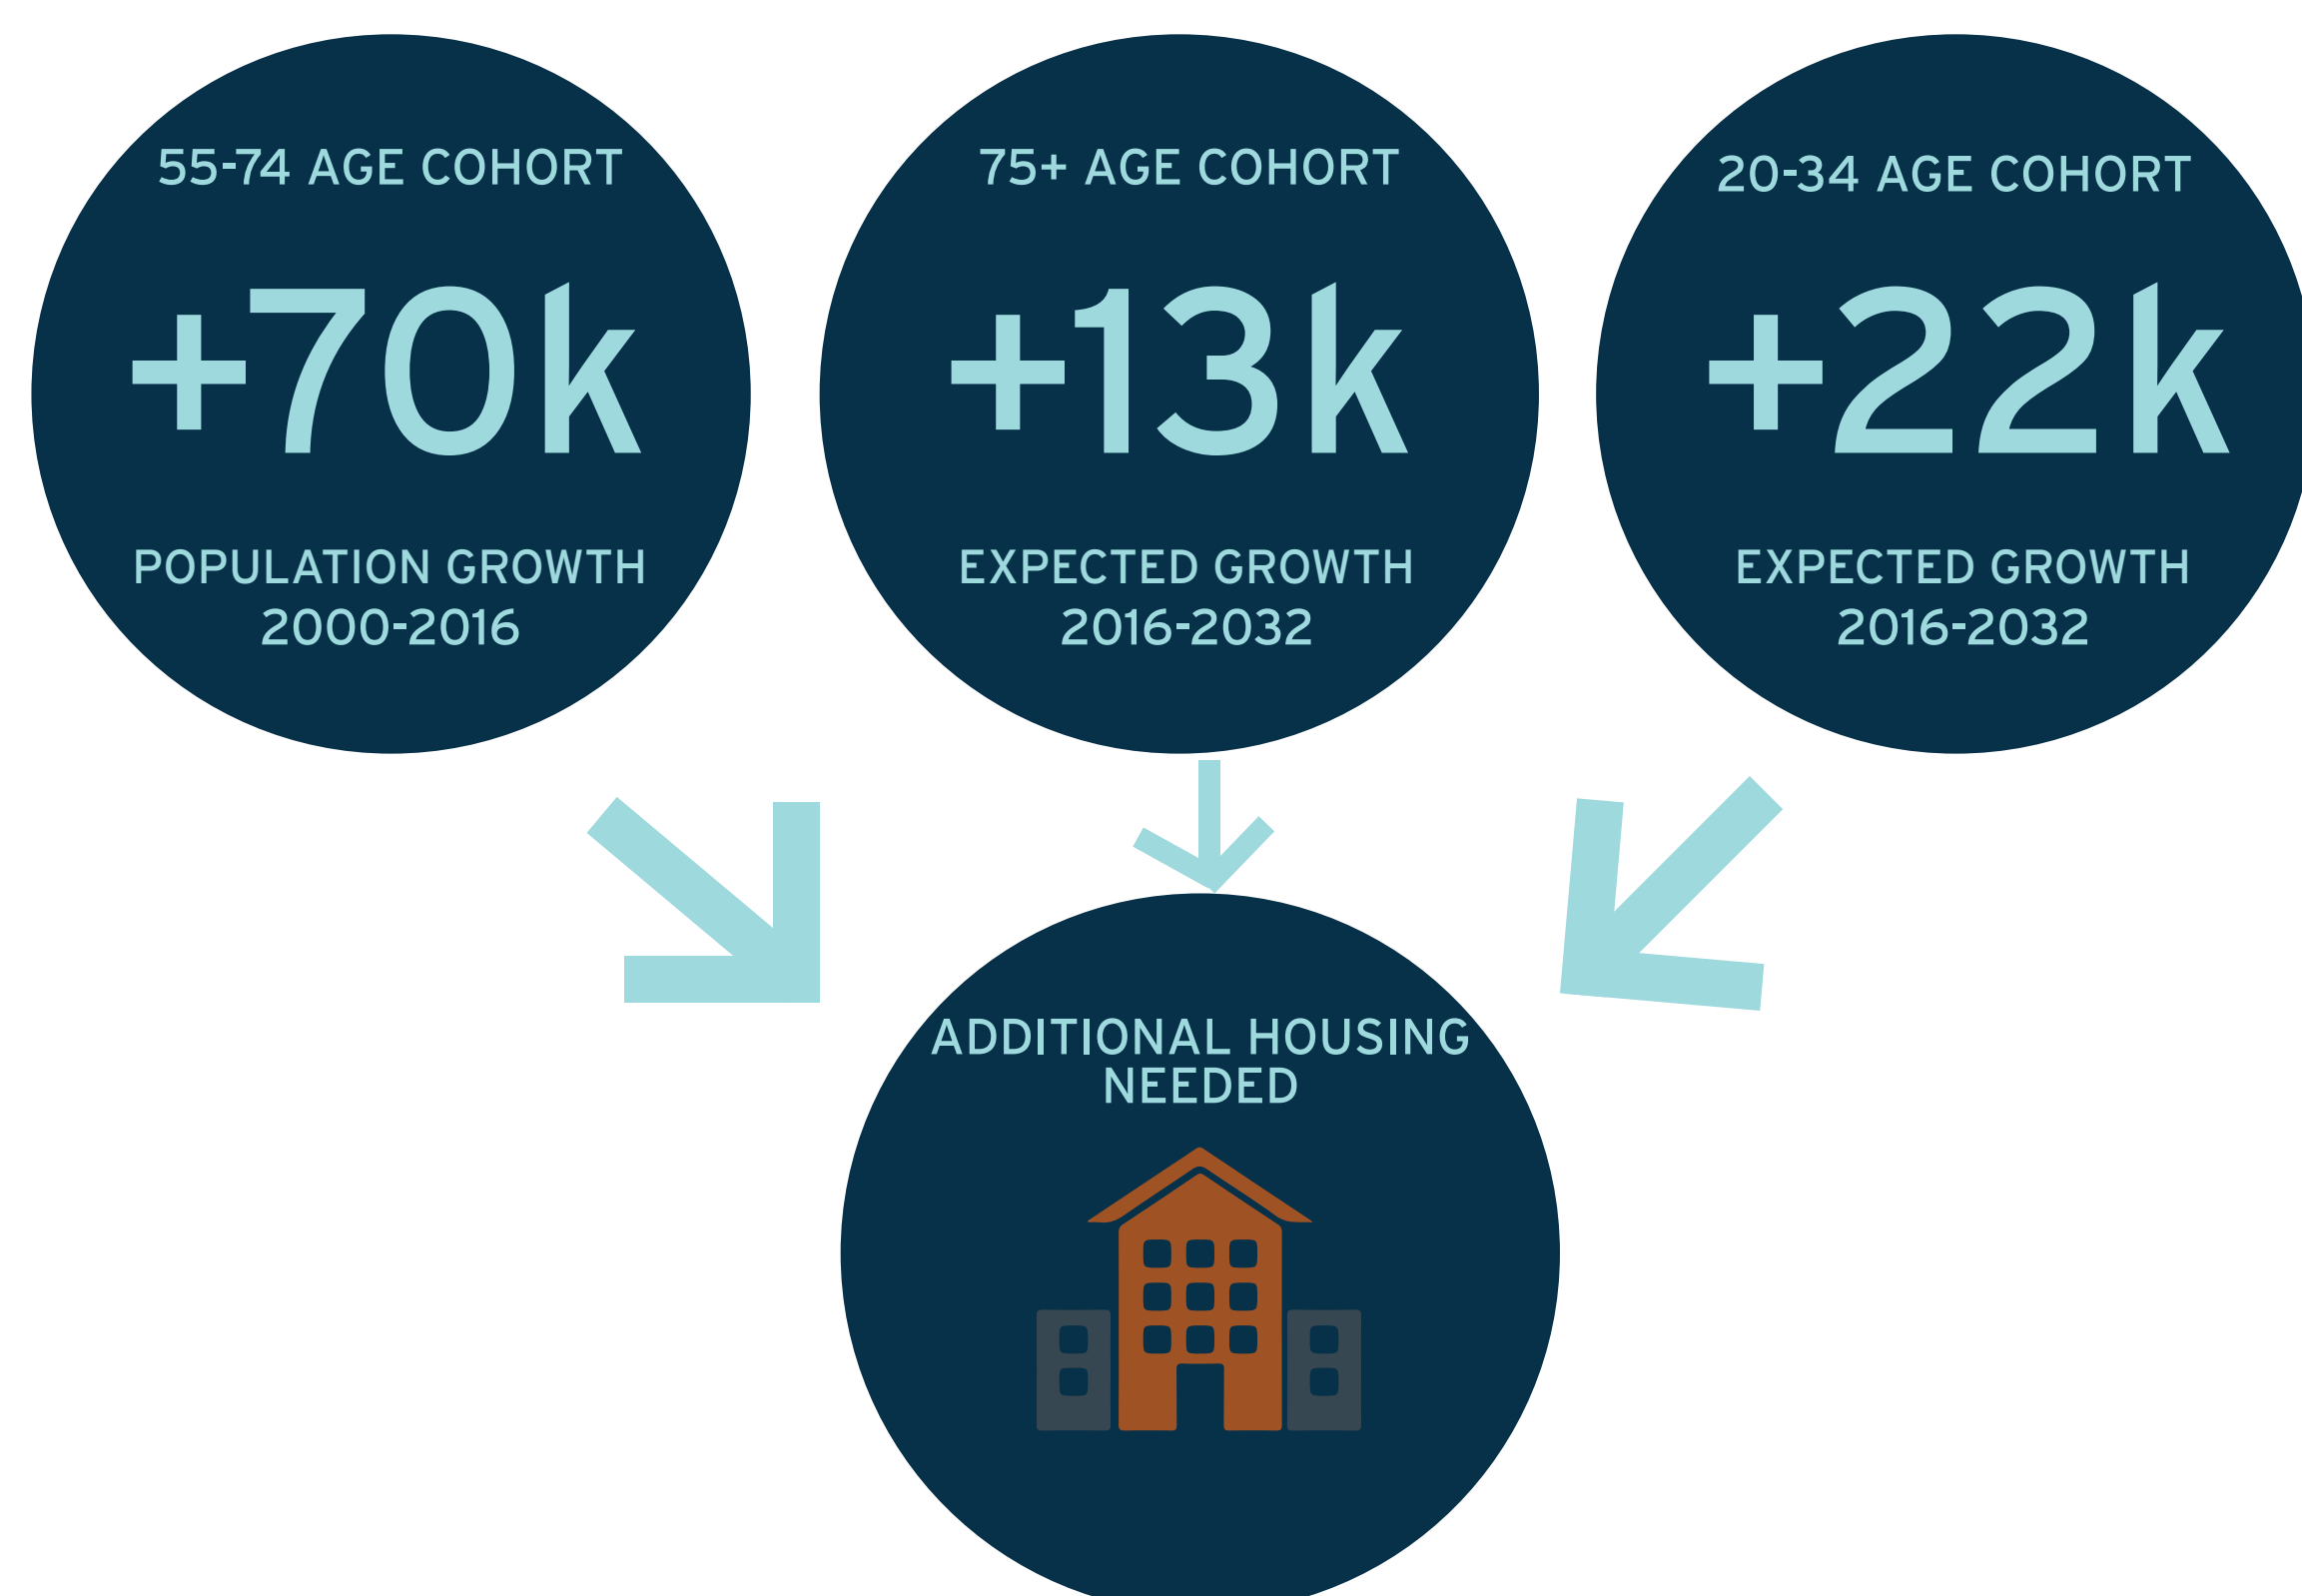 55-74 AGE COHORT
+70k
POPULATION GROWTH
2000-2016
75+ AGE COHORT
+13k
EXPECTED GROWTH
2016-2032
20-34 AGE COHORT
+22k
EXPECTED GROWTH
2016-2032
ADDITIONAL HOUSING
NEEDED